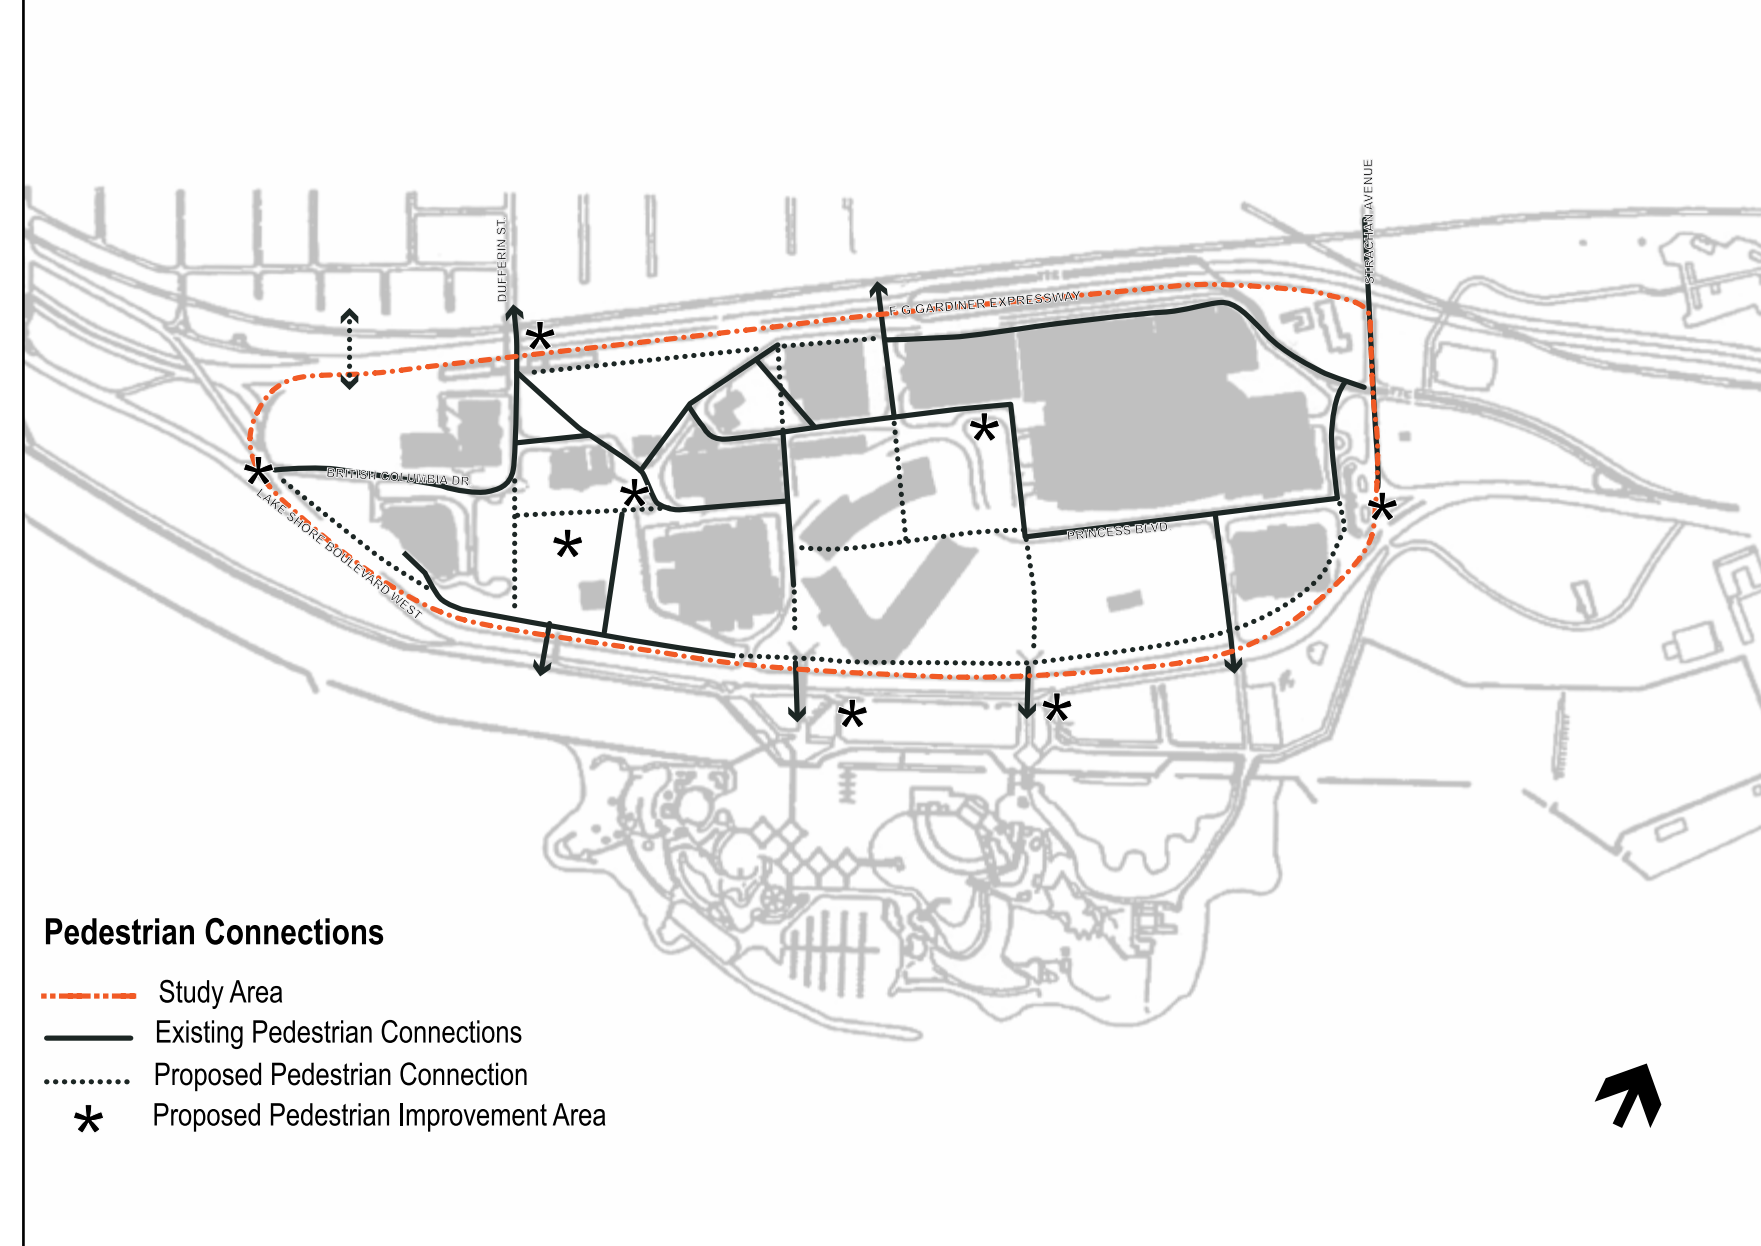 STRACHAN AVENUE
DUFFERIN ST.
F G GARDINER EXPRESSWAY
BRITISH COLUMBIA DR
LAKE SHORE BOULEVARD WEST
PRINCESS BLVD
Pedestrian Connections
Study Area
Existing Pedestrian Connections
Proposed Pedestrian Connection
* Proposed Pedestrian Improvement Area